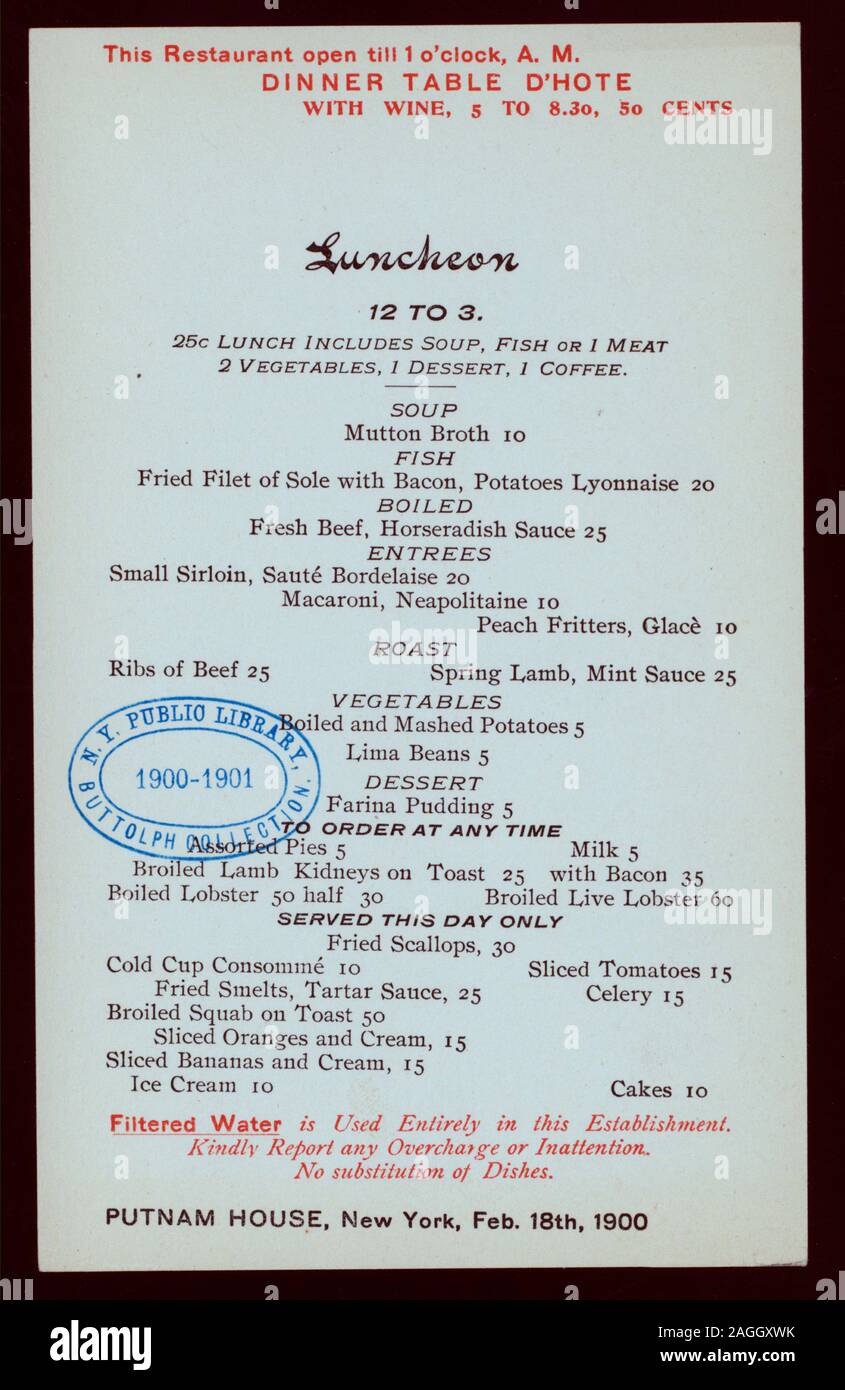 This Restaurant open till 1 o'clock, A. M.
DINNER TABLE D'HOTE
WITH WINE, 5 TO 8.30, 50 CENTS
Luncheon
12 TO 3.
25c LUNCH INCLUDES SOUP, FISH OR 1 MEAT
2 VEGETABLES, 1 DESSERT, 1 COFFEE.
SOUP
Mutton Broth 10
FISH
Fried Filet of Sole with Bacon, Potatoes Lyonnaise 20
BOILED
Fresh Beef, Horseradish Sauce 25
ENTREES
Small Sirloin, Sauté Bordelaise 20
Macaroni, Neapolitaine 10
Peach Fritters, Glacè 10
ROAST
Ribs of Beef 25 Spring Lamb, Mint Sauce 25
VEGETABLES
Boiled and Mashed Potatoes 5
Lima Beans 5
DESSERT
Farina Pudding 5
N. Y. PUBLIC LIBRARY,
1900-1901
BUTTOLPH COLLECTION.
TO ORDER AT ANY TIME
Assorted Pies 5 Milk 5
Broiled Lamb Kidneys on Toast 25 with Bacon 35
Boiled Lobster 50 half 30 Broiled Live Lobster 60
SERVED THIS DAY ONLY
Fried Scallops, 30
Cold Cup Consommé 10 Sliced Tomatoes 15
Fried Smelts, Tartar Sauce, 25 Celery 15
Broiled Squab on Toast 50
Sliced Oranges and Cream, 15
Sliced Bananas and Cream, 15
Ice Cream 10 Cakes 10
Filtered Water is Used Entirely in this Establishment.
Kindly Report any Overcharge or Inattention.
No substitution of Dishes.
PUTNAM HOUSE, New York, Feb. 18th, 1900
alamy
alamy
Image ID: 2AGGXWK
www.alamy.com